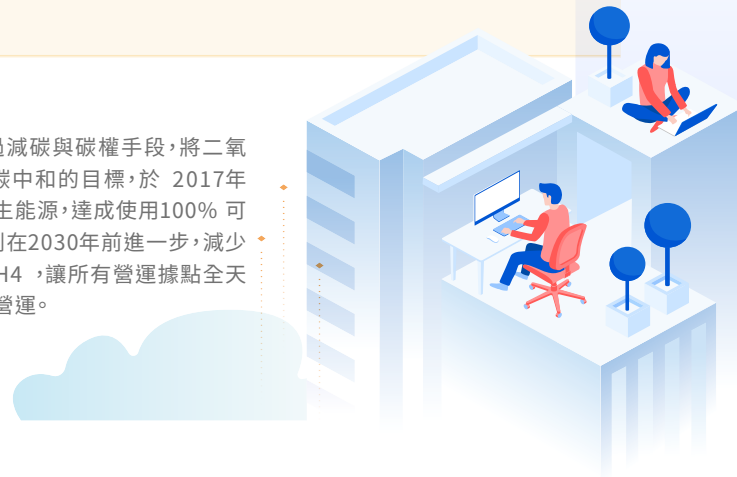 減碳與碳權手段，將二氧
碳中和的目標，於 2017年
生能源，達成使用100% 可
在2030年前進一步，減少
H4 ，讓所有營運據點全天
營運。